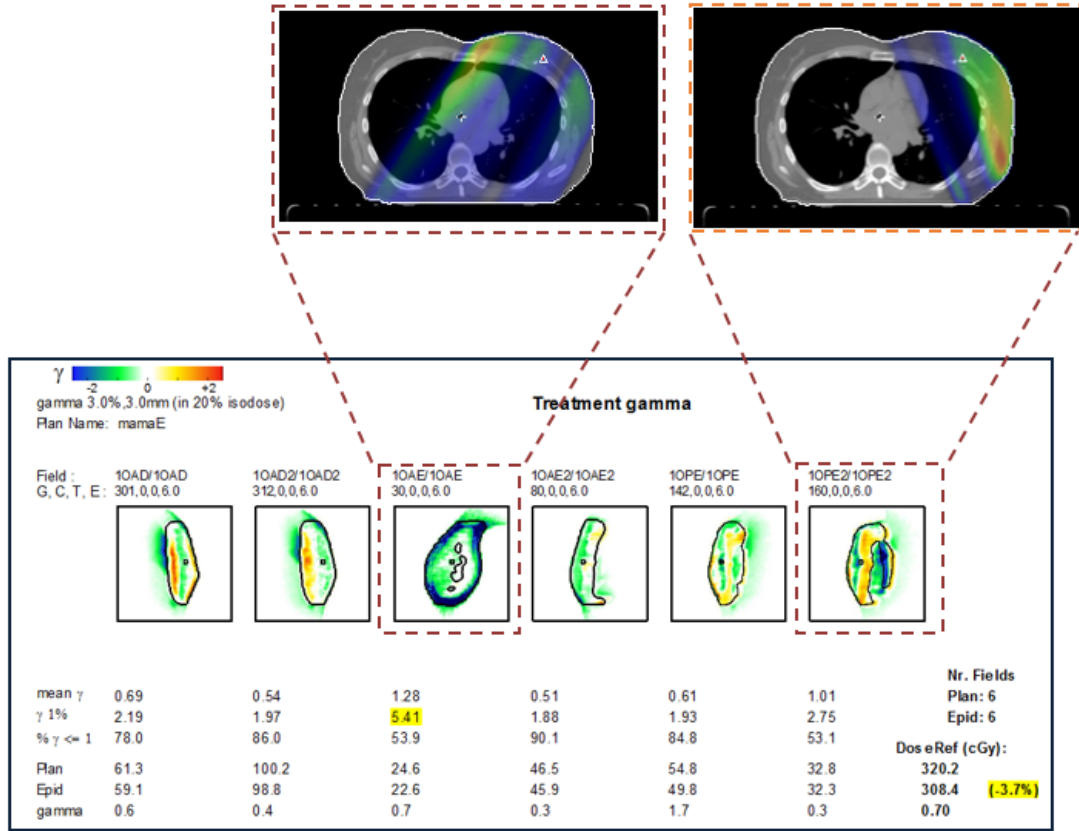 γ
-2 0 +2
gamma 3.0%,3.0mm (in 20% isodose)
Plan Name: mamaE
Treatment gamma
Field : 1OAD/1OAD 1OAD2/1OAD2 1OAE/1OAE 1OAE2/1OAE2 1OPE/1OPE 1OPE2/1OPE2
G, C, T, E : 301,0,0,6.0 312,0,0,6.0 30,0,0,6.0 80,0,0,6.0 142,0,0,6.0 160,0,0,6.0
Nr. Fields
mean γ 0.69 0.54 1.28 0.51 0.61 1.01 Plan: 6
γ 1% 2.19 1.97 5.41 1.88 1.93 2.75 Epid: 6
% γ <= 1 78.0 86.0 53.9 90.1 84.8 53.1
DoseRef (cGy):
Plan 61.3 100.2 24.6 46.5 54.8 32.8 320.2
Epid 59.1 98.8 22.6 45.9 49.8 32.3 308.4 (-3.7%)
gamma 0.6 0.4 0.7 0.3 1.7 0.3 0.70